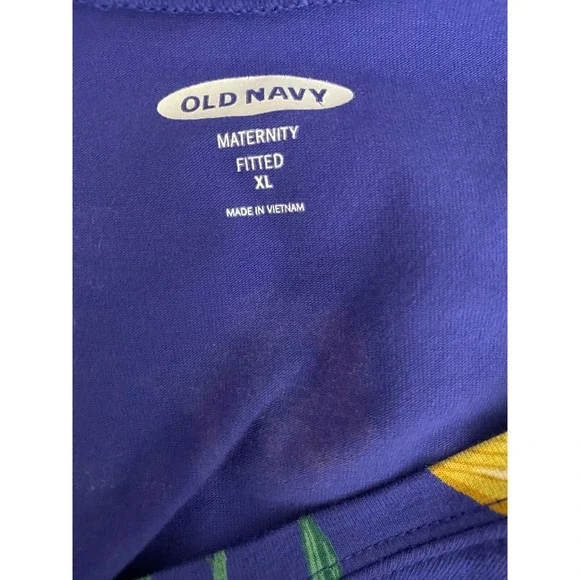 OLD NAVY
MATERNITY
FITTED
XL
MADE IN VIETNAM